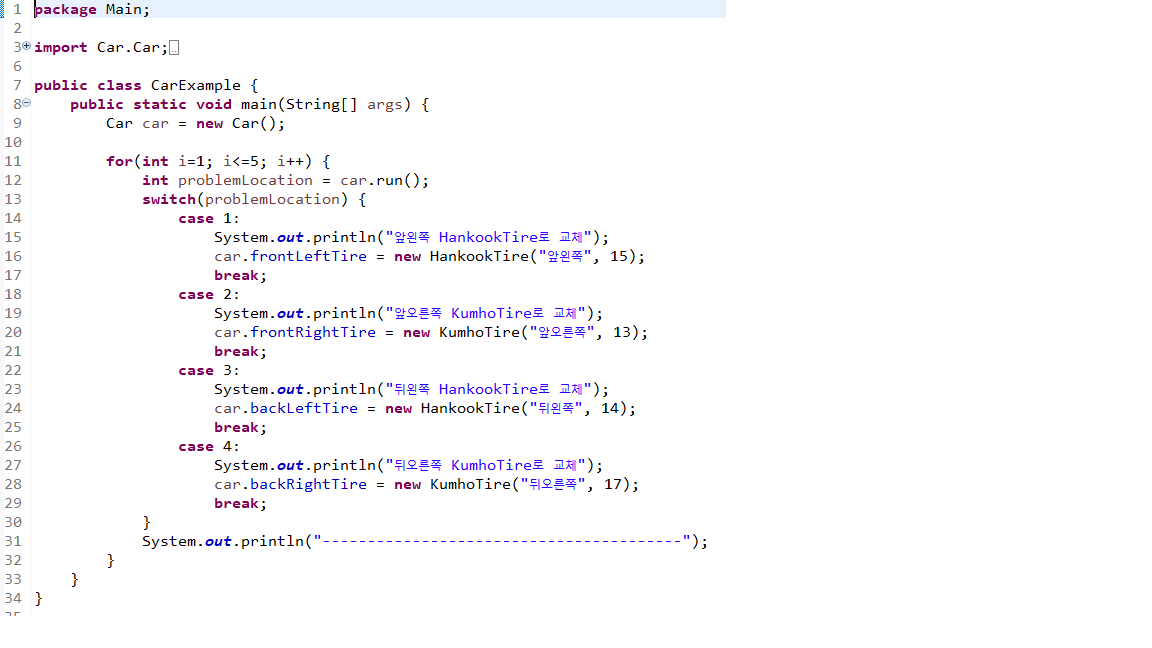 1 package Main;
2
3 import Car.Car;
6
7 public class CarExample {
8 public static void main(String[] args) {
9 Car car = new Car();
10
11 for(int i=1; i<=5; i++) {
12 int problemLocation = car.run();
13 switch(problemLocation) {
14 case 1:
15 System.out.println("앞왼쪽 HankookTire로 교체");
16 car.frontLeftTire = new HankookTire("앞왼쪽", 15);
17 break;
18 case 2:
19 System.out.println("앞오른쪽 KumhoTire로 교체");
20 car.frontRightTire = new KumhoTire("앞오른쪽", 13);
21 break;
22 case 3:
23 System.out.println("뒤왼쪽 HankookTire로 교체");
24 car.backLeftTire = new HankookTire("뒤왼쪽", 14);
25 break;
26 case 4:
27 System.out.println("뒤오른쪽 KumhoTire로 교체");
28 car.backRightTire = new KumhoTire("뒤오른쪽", 17);
29 break;
30 }
31 System.out.println("----------------------------------------");
32 }
33 }
34 }